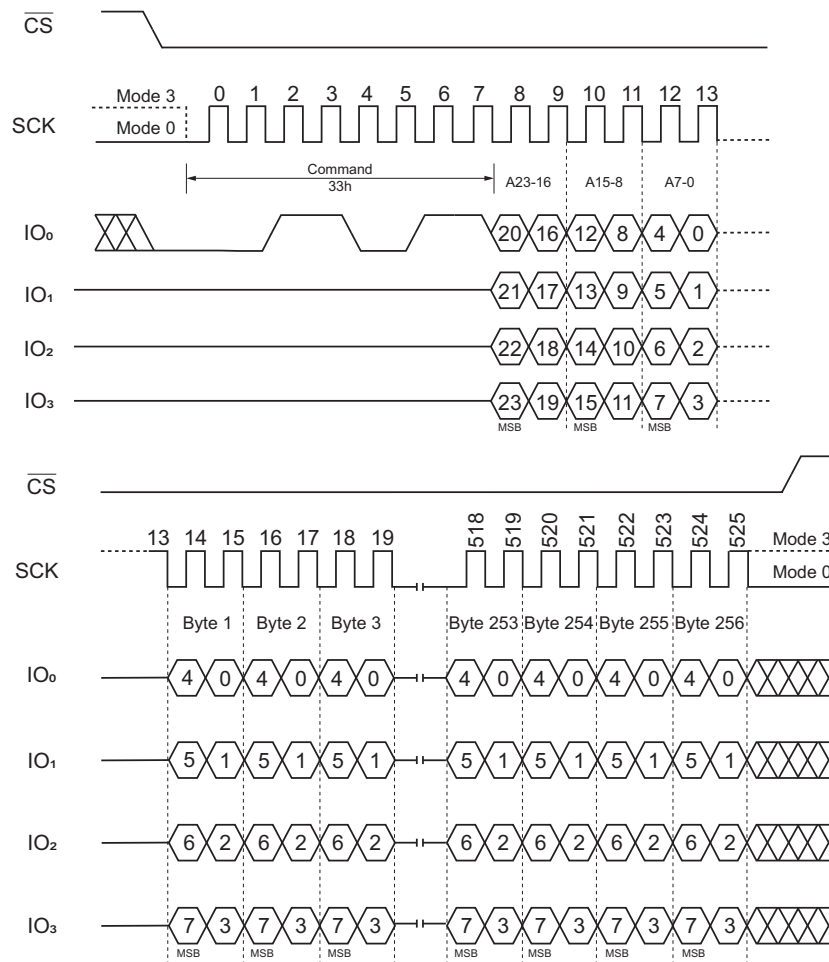 CS
0 1 2 3 4 5 6 7 8 9 10 11 12 13
Mode 3
SCK
Mode 0
Command
33h
A23-16 A15-8 A7-0
IO₀ 20 16 12 8 4 0
IO₁ 21 17 13 9 5 1
IO₂ 22 18 14 10 6 2
IO₃ 23 19 15 11 7 3
MSB MSB MSB
CS
13 14 15 16 17 18 19 518 519 520 521 522 523 524 525
Mode 3
SCK
Mode 0
Byte 1 Byte 2 Byte 3 Byte 253 Byte 254 Byte 255 Byte 256
IO₀ 4 0 4 0 4 0 4 0 4 0 4 0 4 0
IO₁ 5 1 5 1 5 1 5 1 5 1 5 1 5 1
IO₂ 6 2 6 2 6 2 6 2 6 2 6 2 6 2
IO₃ 7 3 7 3 7 3 7 3 7 3 7 3 7 3
MSB MSB MSB MSB MSB MSB MSB